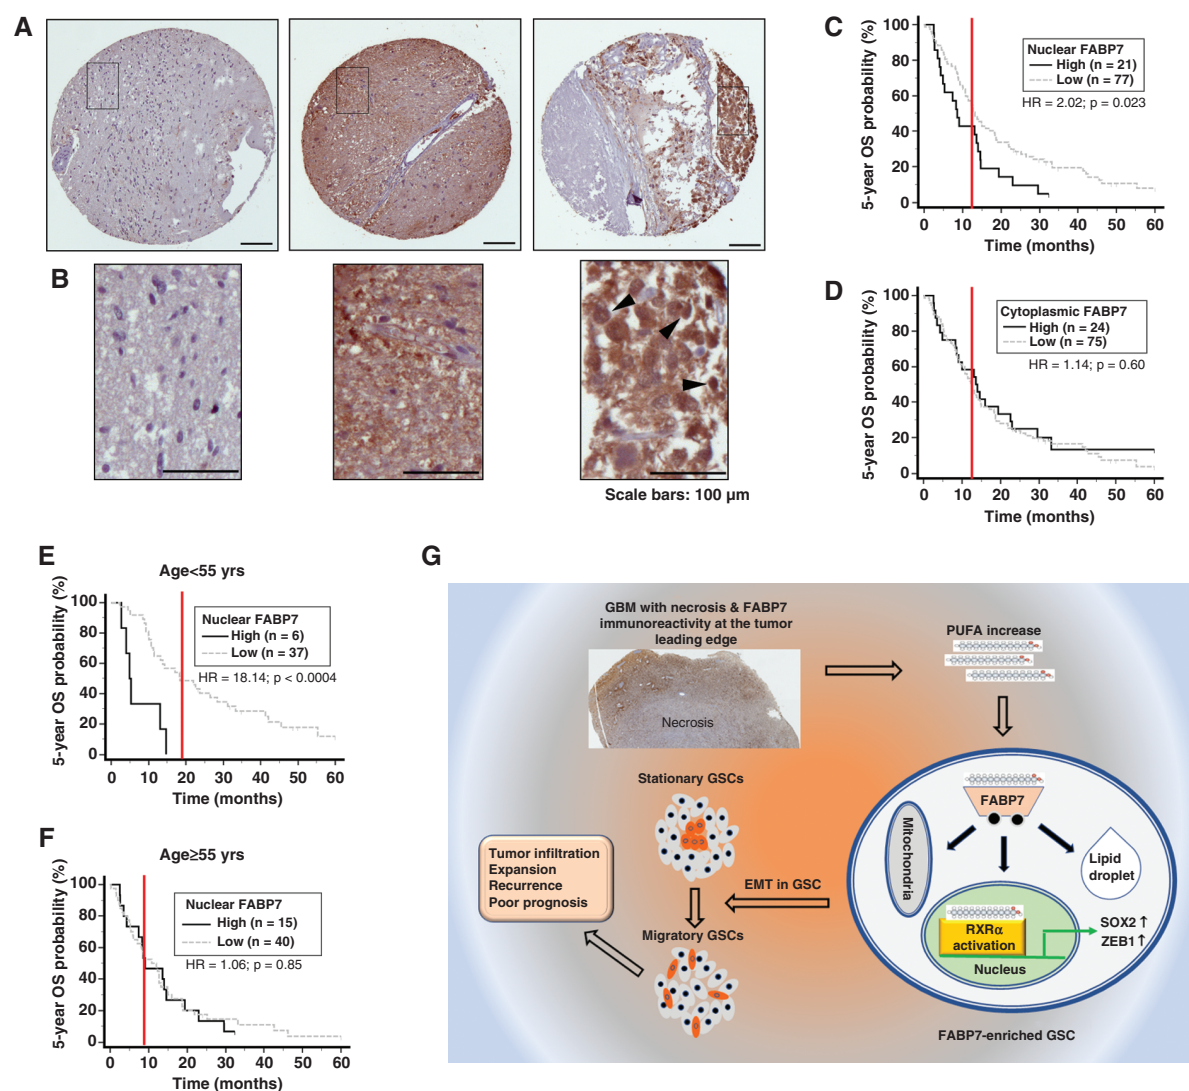 A
B
Scale bars: 100 µm
C
5-year OS probability (%)
100
80
60
40
20
0
Nuclear FABP7
High (n = 21)
Low (n = 77)
HR = 2.02; p = 0.023
0 10 20 30 40 50 60
Time (months)
D
5-year OS probability (%)
100
80
60
40
20
0
Cytoplasmic FABP7
High (n = 24)
Low (n = 75)
HR = 1.14; p = 0.60
0 10 20 30 40 50 60
Time (months)
E
Age<55 yrs
5-year OS probability (%)
100
80
60
40
20
0
Nuclear FABP7
High (n = 6)
Low (n = 37)
HR = 18.14; p < 0.0004
0 10 20 30 40 50 60
Time (months)
F
Age≥55 yrs
5-year OS probability (%)
100
80
60
40
20
0
Nuclear FABP7
High (n = 15)
Low (n = 40)
HR = 1.06; p = 0.85
0 10 20 30 40 50 60
Time (months)
G
GBM with necrosis & FABP7
immunoreactivity at the tumor
leading edge
Necrosis
PUFA increase
FABP7
Mitochondria
Lipid
droplet
RXRα
activation
Nucleus
SOX2↑
ZEB1↑
FABP7-enriched GSC
EMT in GSC
Stationary GSCs
Migratory GSCs
Tumor infiltration
Expansion
Recurrence
Poor prognosis